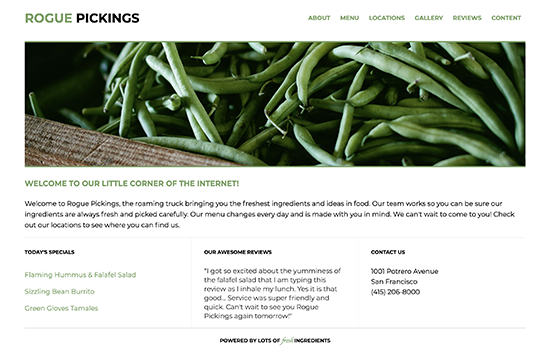 ROGUE PICKINGS
ABOUT MENU LOCATIONS GALLERY REVIEWS CONTENT
WELCOME TO OUR LITTLE CORNER OF THE INTERNET!
Welcome to Rogue Pickings, the roaming truck bringing you the freshest ingredients and ideas in food. Our team works so you can be sure our
ingredients are always fresh and picked carefully. Our menu changes every day and is made with you in mind. We can't wait to come to you! Check
out our locations to see where you can find us.
TODAY'S SPECIALS
Flaming Hummus & Falafel Salad
Sizzling Bean Burrito
Green Gloves Tamales
OUR AWESOME REVIEWS
"I got so excited about the yumminess of
the falafel salad that I am typing this
review as I inhale my lunch. Yes it is that
good... Service was super friendly and
quick. Can't wait to see you Rogue
Pickings again tomorrow!"
CONTACT US
1001 Potrero Avenue
San Francisco
(415) 206-8000
POWERED BY LOTS OF fresh INGREDIENTS